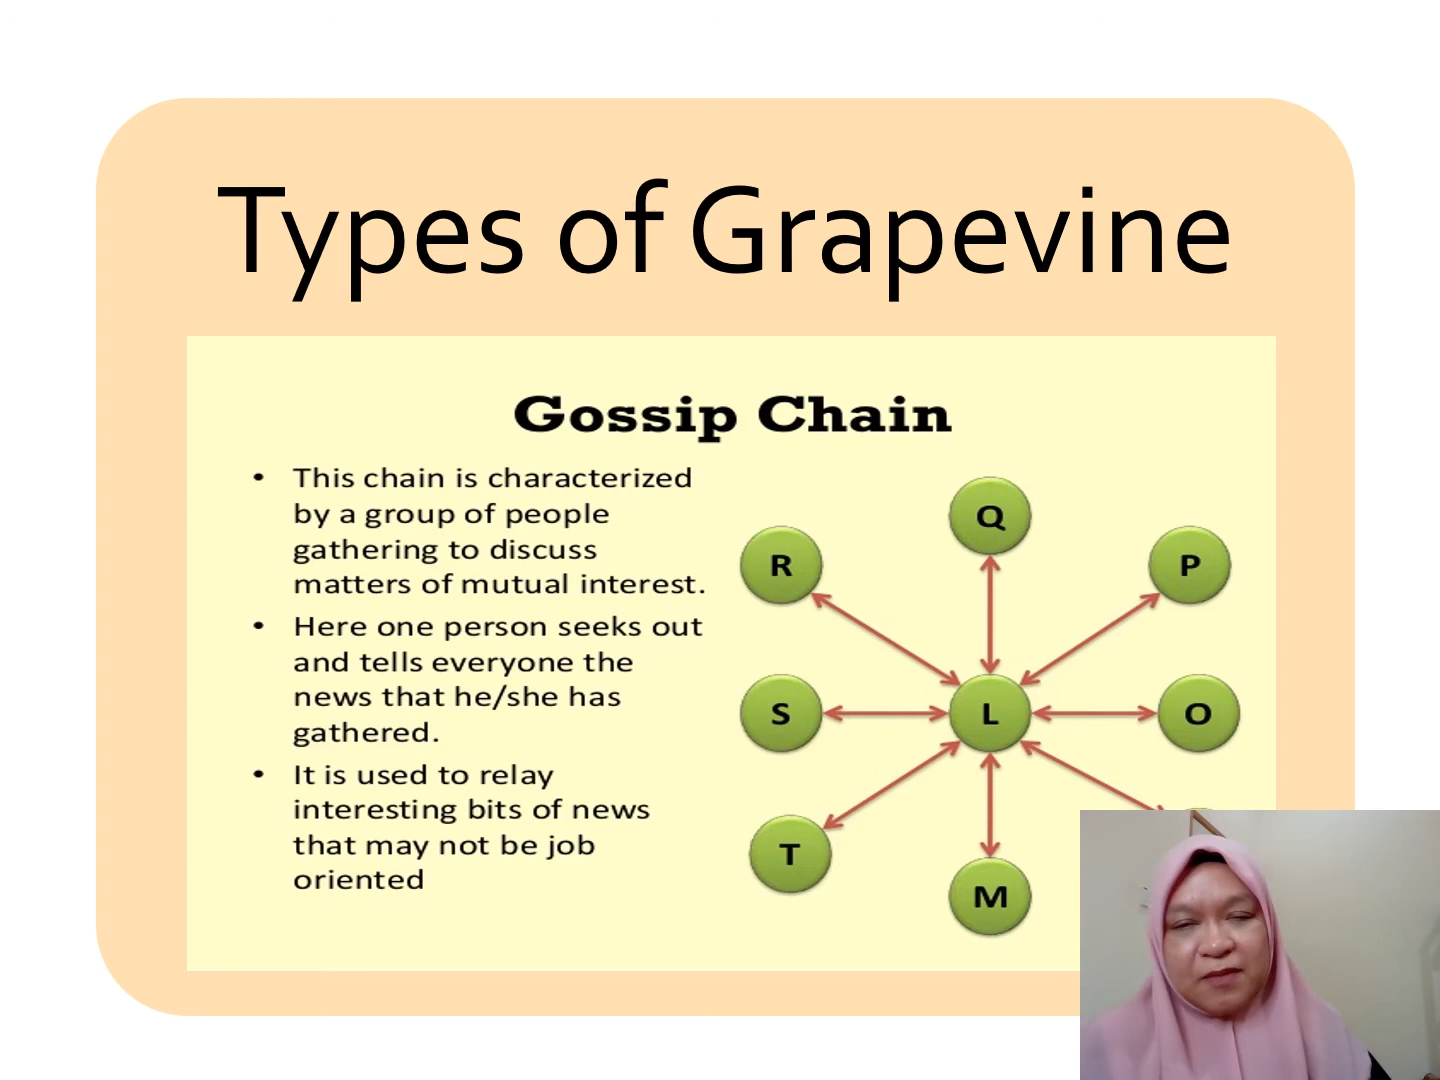 Types of Grapevine
Gossip Chain
• This chain is characterized
by a group of people
gathering to discuss
matters of mutual interest.
• Here one person seeks out
and tells everyone the
news that he/she has
gathered.
• It is used to relay
interesting bits of news
that may not be job
oriented
Q
R
P
S
L
O
T
M